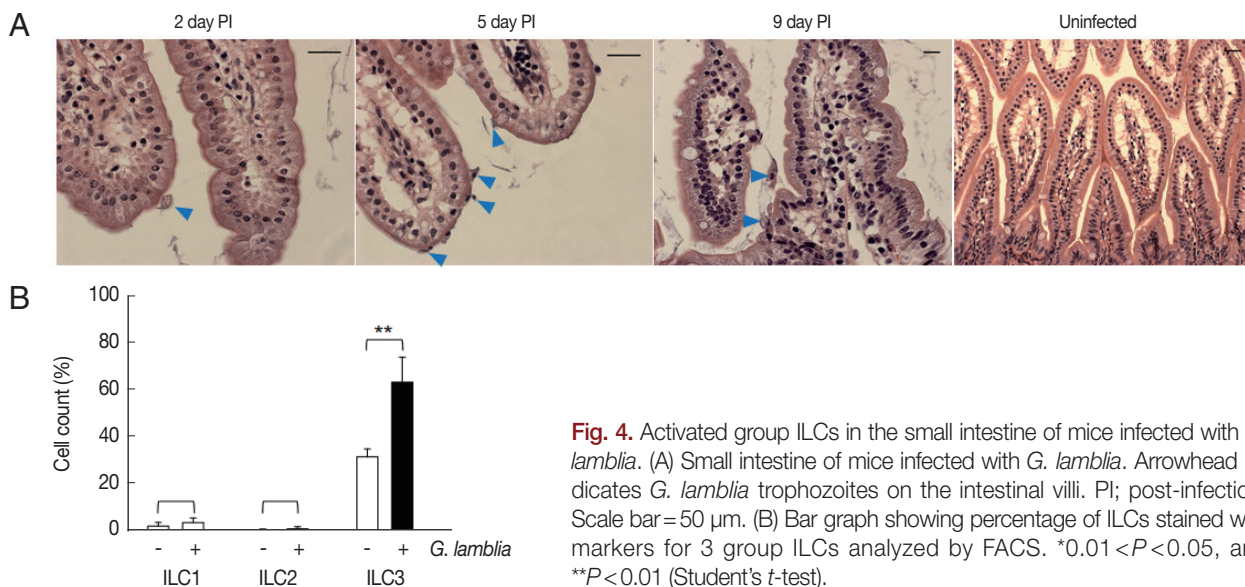 A
2 day PI
5 day PI
9 day PI
Uninfected
B
100
80
60
40
20
0
Cell count (%)
**
- + - + - + G. lamblia
ILC1 ILC2 ILC3
Fig. 4. Activated group ILCs in the small intestine of mice infected with
lamblia. (A) Small intestine of mice infected with G. lamblia. Arrowhead
dicates G. lamblia trophozoites on the intestinal villi. PI; post-infectio
Scale bar=50 μm. (B) Bar graph showing percentage of ILCs stained w
markers for 3 group ILCs analyzed by FACS. *0.01<P<0.05, an
**P<0.01 (Student's t-test).